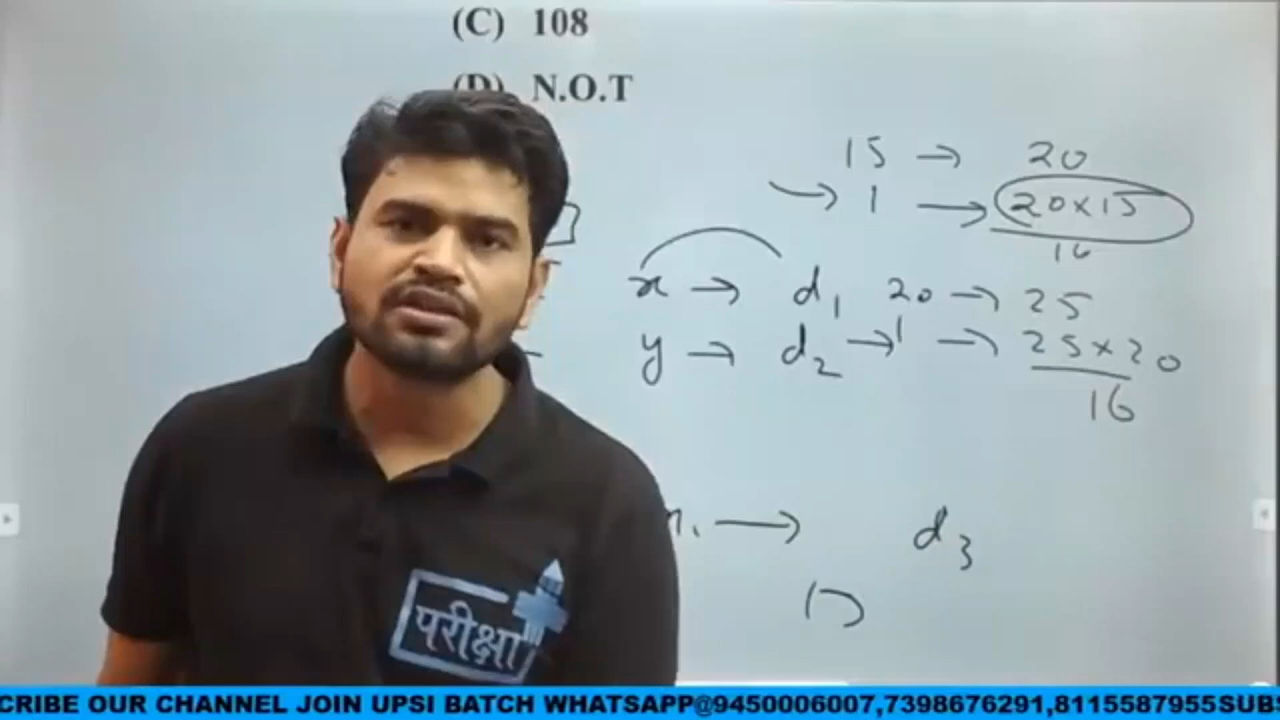 (C) 108
(D) N.O.T
15 → 20
→ 1 → 20×15
16
x → d1 20 → 25
y → d2 → 1 → 25×20
16
→ d3
परीक्षा
CRIBE OUR CHANNEL JOIN UPSI BATCH WHATSAPP@9450006007,7398676291,8115587955SUBS